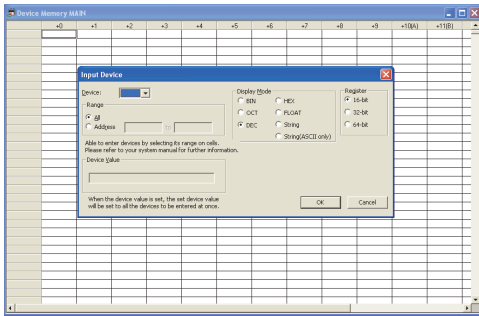 Device Memory MAIN
+0 +1 +2 +3 +4 +5 +6 +7 +8 +9 +10(A) +11(B)
Input Device
Device:
Range
All
Address
Able to enter devices by selecting its range on cells.
Please refer to your system manual for further information.
Device Value
When the device value is set, the set device value
will be set to all the devices to be entered at once.
Display Mode
BIN HEX
OCT FLOAT
DEC String
String(ASCII only)
Register
16-bit
32-bit
64-bit
OK Cancel